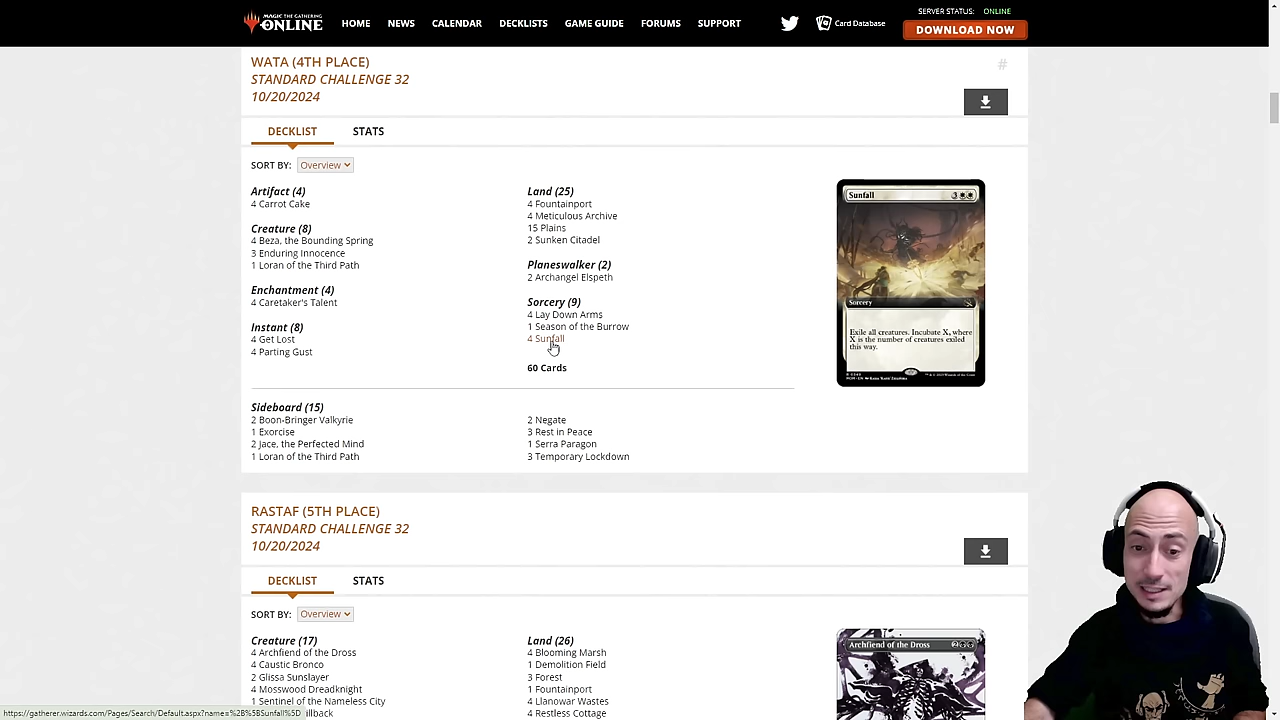 MAGIC THE GATHERING
ONLINE
HOME
NEWS
CALENDAR
DECKLISTS
GAME GUIDE
FORUMS
SUPPORT
Card Database
SERVER STATUS: ONLINE
DOWNLOAD NOW
WATA (4TH PLACE)
#
STANDARD CHALLENGE 32
10/20/2024
DECKLIST
STATS
SORT BY: Overview
Artifact (4)
4 Carrot Cake
Creature (8)
4 Beza, the Bounding Spring
3 Enduring Innocence
1 Loran of the Third Path
Enchantment (4)
4 Caretaker's Talent
Instant (8)
4 Get Lost
4 Parting Gust
Land (25)
4 Fountainport
4 Meticulous Archive
15 Plains
2 Sunken Citadel
Planeswalker (2)
2 Archangel Elspeth
Sorcery (9)
4 Lay Down Arms
1 Season of the Burrow
4 Sunfall
60 Cards
Sunfall
3
Sorcery
Exile all creatures. Incubate X, where
X is the number of creatures exiled
this way.
Sideboard (15)
2 Boon-Bringer Valkyrie
1 Exorcise
2 Jace, the Perfected Mind
1 Loran of the Third Path
2 Negate
3 Rest in Peace
1 Serra Paragon
3 Temporary Lockdown
RASTAF (5TH PLACE)
STANDARD CHALLENGE 32
10/20/2024
DECKLIST
STATS
SORT BY: Overview
Creature (17)
4 Archfiend of the Dross
4 Caustic Bronco
2 Glissa Sunslayer
4 Mosswood Dreadknight
1 Sentinel of the Nameless City
llback
Land (26)
4 Blooming Marsh
1 Demolition Field
3 Forest
1 Fountainport
4 Llanowar Wastes
4 Restless Cottage
Archfiend of the Dross
2
https://gatherer.wizards.com/Pages/Search/Default.aspx?name=%2B%5BSunfall%5D